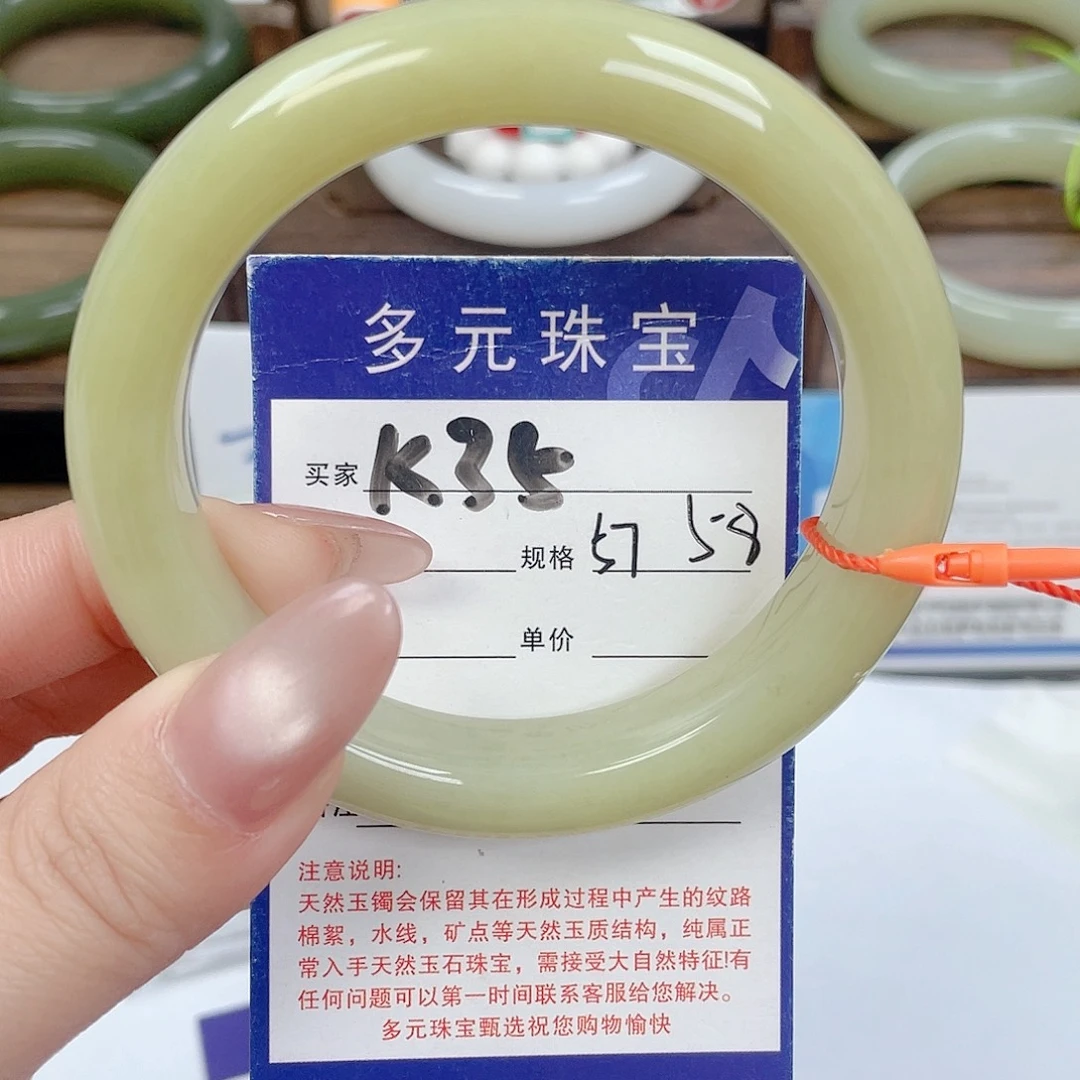 多元珠宝
买家 K35
规格 57 5-8
单价
注意说明:
天然玉镯会保留其在形成过程中产生的纹路
棉絮，水线，矿点等天然玉质结构，纯属正
常入手天然玉石珠宝，需接受大自然特征!有
任何问题可以第一时间联系客服给您解决。
多元珠宝甄选祝您购物愉快